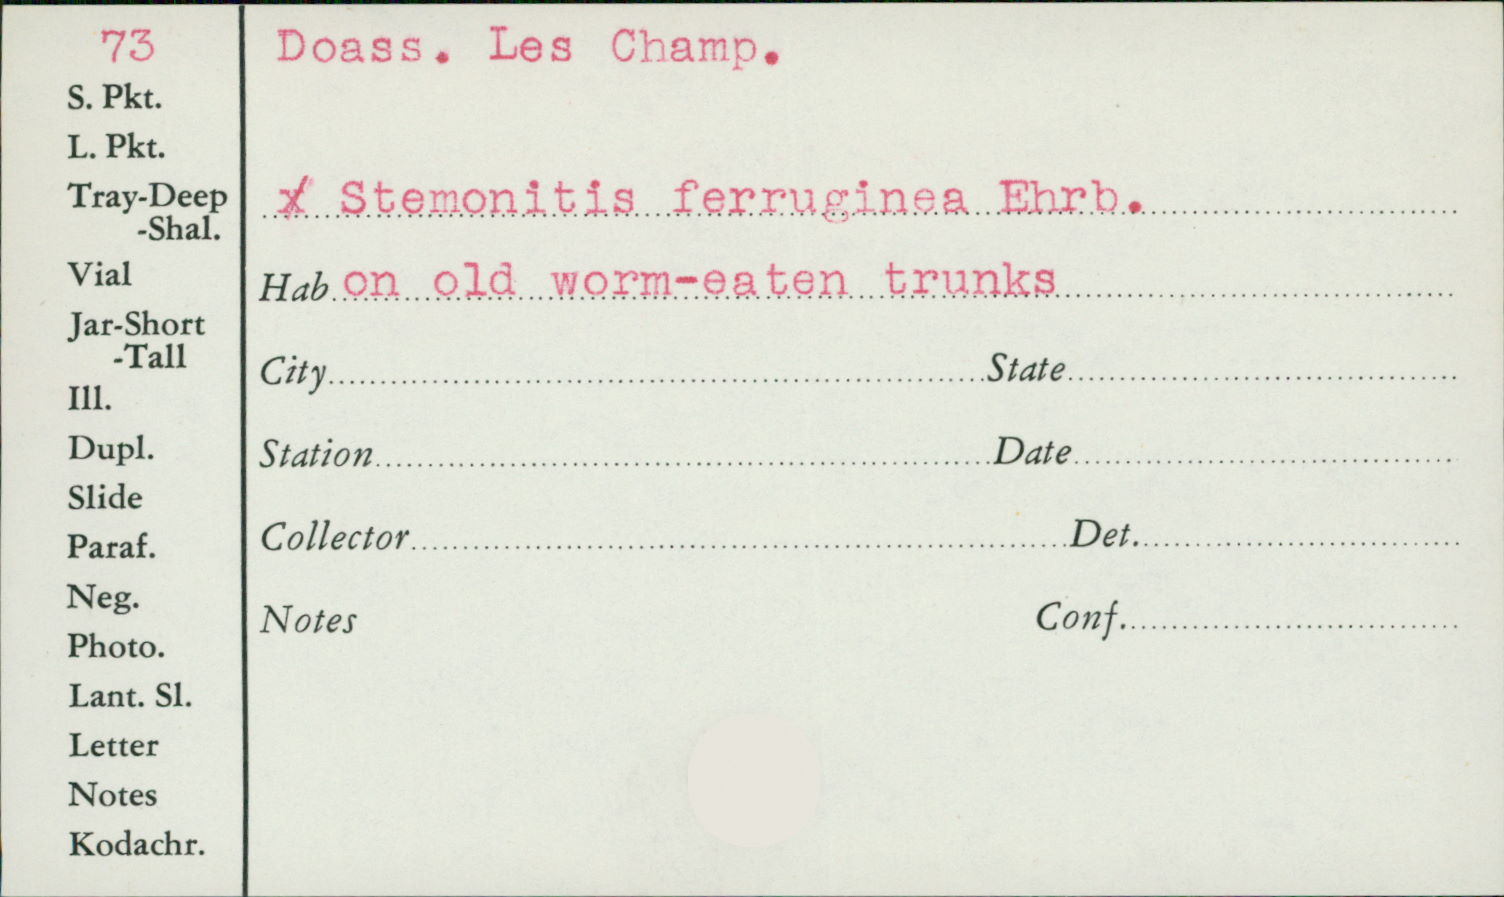 73 Doass. Les Champ.
S. Pkt.
L. Pkt.
Tray-Deep
-Shal.
x Stemonitis ferruginea Ehrb.
Vial
Hab on old worm-eaten trunks
Jar-Short
-Tall
City State
Ill.
Dupl.
Station Date
Slide
Paraf.
Collector Det.
Neg.
Notes Conf.
Photo.
Lant. Sl.
Letter
Notes
Kodachr.